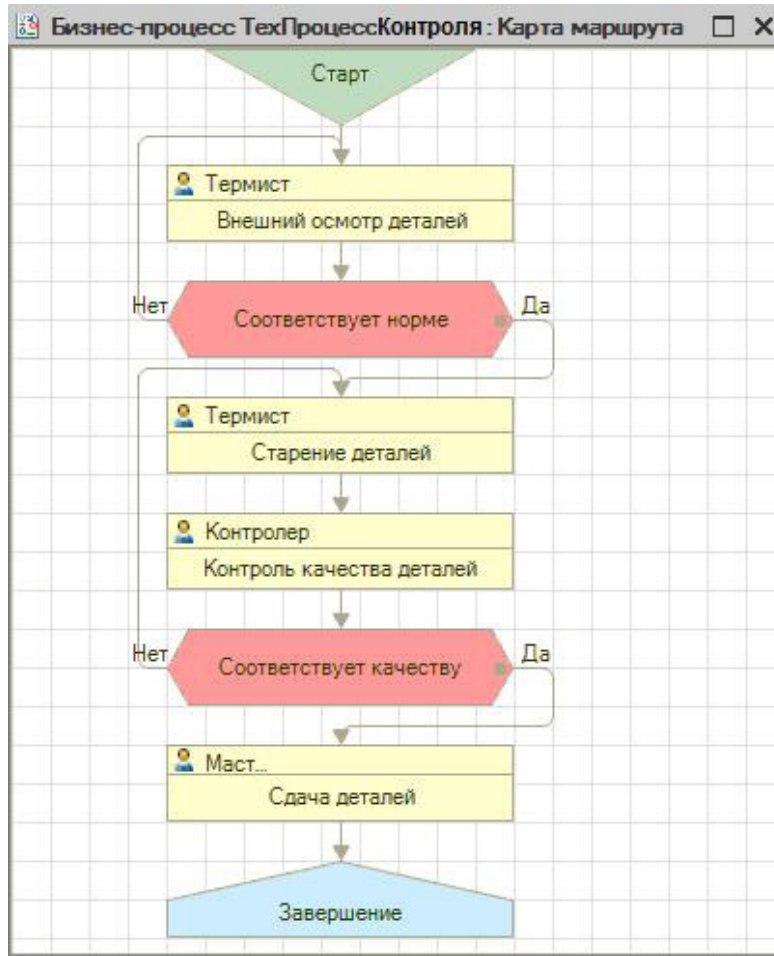 Бизнес-процесс ТехПроцессКонтроля: Карта маршрута
Старт
Термист
Внешний осмотр деталей
Нет
Соответствует норме
Да
Термист
Старение деталей
Контролер
Контроль качества деталей
Нет
Соответствует качеству
Да
Маст...
Сдача деталей
Завершение